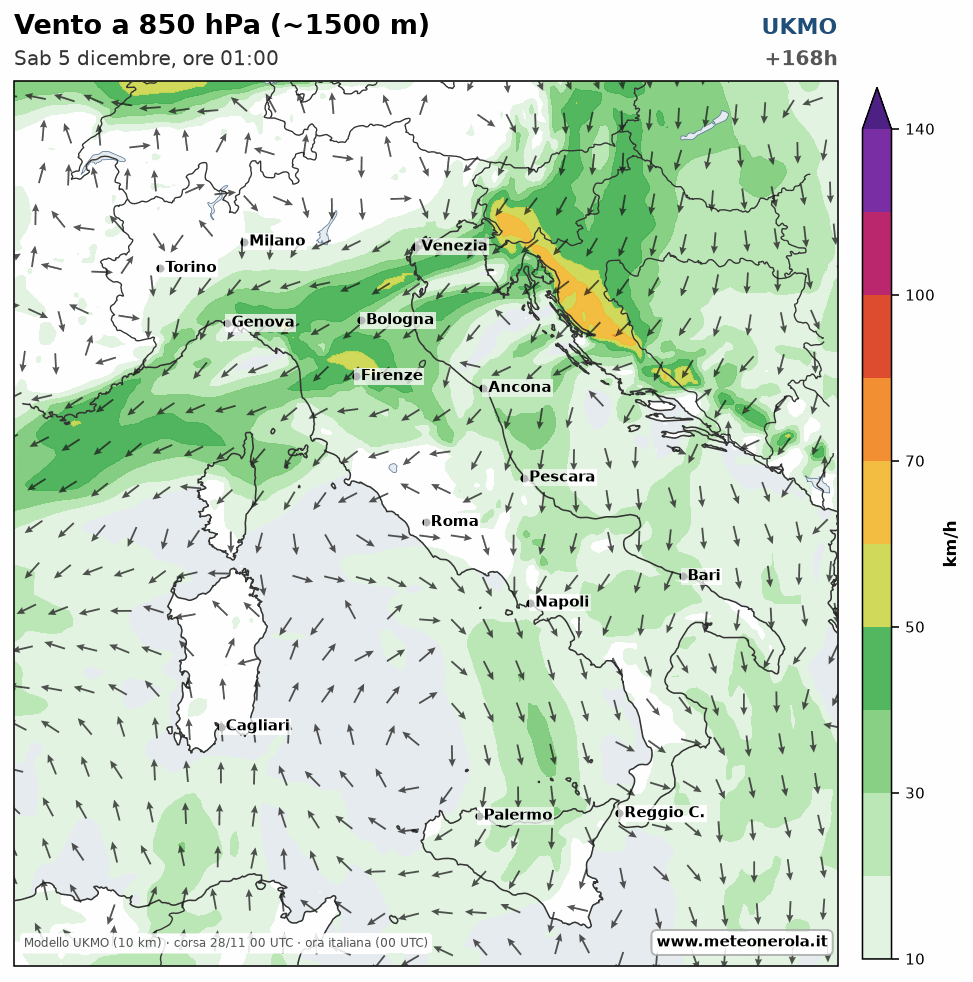 Vento a 850 hPa (~1500 m)
UKMO
Sab 5 dicembre, ore 01:00
+168h
140
Venezia
Milano
Torino
100
Genova
Bologna
Firenze
Ancona
70
Pescara
Roma
km/h
Bari
Napoli
50
Cagliari
30
Reggio C.
Palermo
Modello UKMO (10 km) · corsa 28/11 00 UTC · ora italiana (00 UTC)
www.meteonerola.it
10